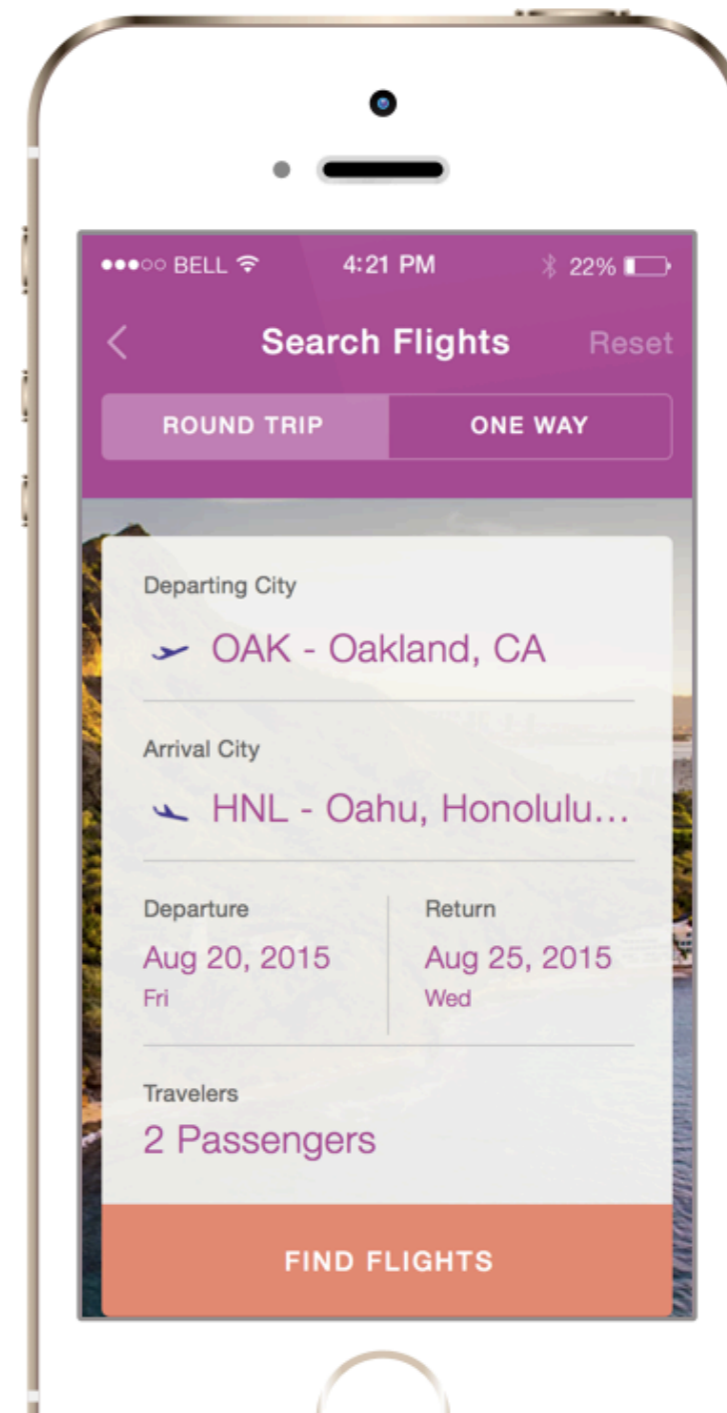 BELL 4:21 PM 22%
Search Flights Reset
ROUND TRIP ONE WAY
Departing City
OAK - Oakland, CA
Arrival City
HNL - Oahu, Honolulu...
Departure Return
Aug 20, 2015 Aug 25, 2015
Fri Wed
Travelers
2 Passengers
FIND FLIGHTS